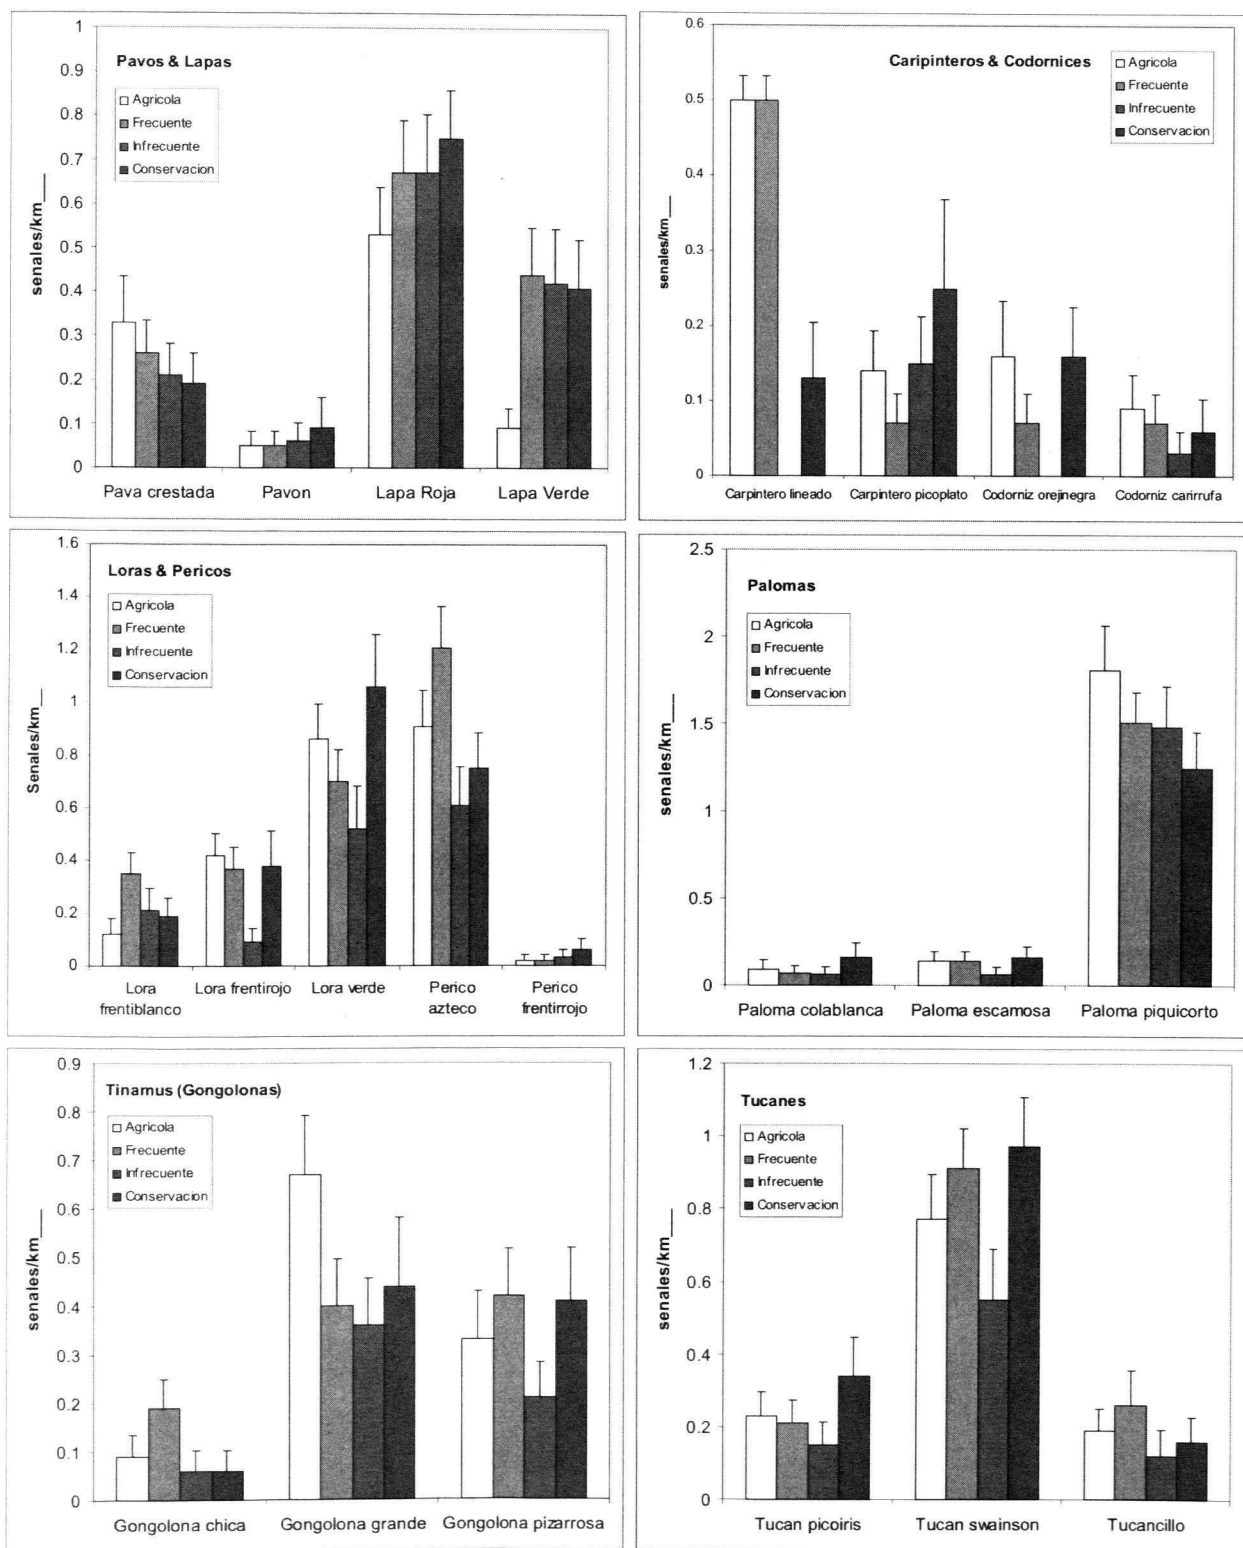 Pavos & Lapas
Agricola
Frecuente
Infrecuente
Conservacion
senales/km___
1
0.9
0.8
0.7
0.6
0.5
0.4
0.3
0.2
0.1
0
Pava crestada Pavon Lapa Roja Lapa Verde
Caripinteros & Codornices
Agricola
Frecuente
Infrecuente
Conservacion
senales/km___
0.6
0.5
0.4
0.3
0.2
0.1
0
Carpintero lineado Carpintero picoplato Codorniz orejinegra Codorniz carirrufa
Loras & Pericos
Agricola
Frecuente
Infrecuente
Conservacion
Senales/km__
1.6
1.4
1.2
1
0.8
0.6
0.4
0.2
0
Lora Lora frentirojo Lora verde Perico Perico
frentiblanco azteco frentirrojo
Palomas
Agricola
Frecuente
Infrecuente
Conservacion
senales/km___
2.5
2
1.5
1
0.5
0
Paloma colablanca Paloma escamosa Paloma piquicorto
Tinamus (Gongolonas)
Agricola
Frecuente
Infrecuente
Conservacion
senales/km___
0.9
0.8
0.7
0.6
0.5
0.4
0.3
0.2
0.1
0
Gongolona chica Gongolona grande Gongolona pizarrosa
Tucanes
Agricola
Frecuente
Infrecuente
Conservacion
senales/km___
1.2
1
0.8
0.6
0.4
0.2
0
Tucan picoiris Tucan swainson Tucancillo